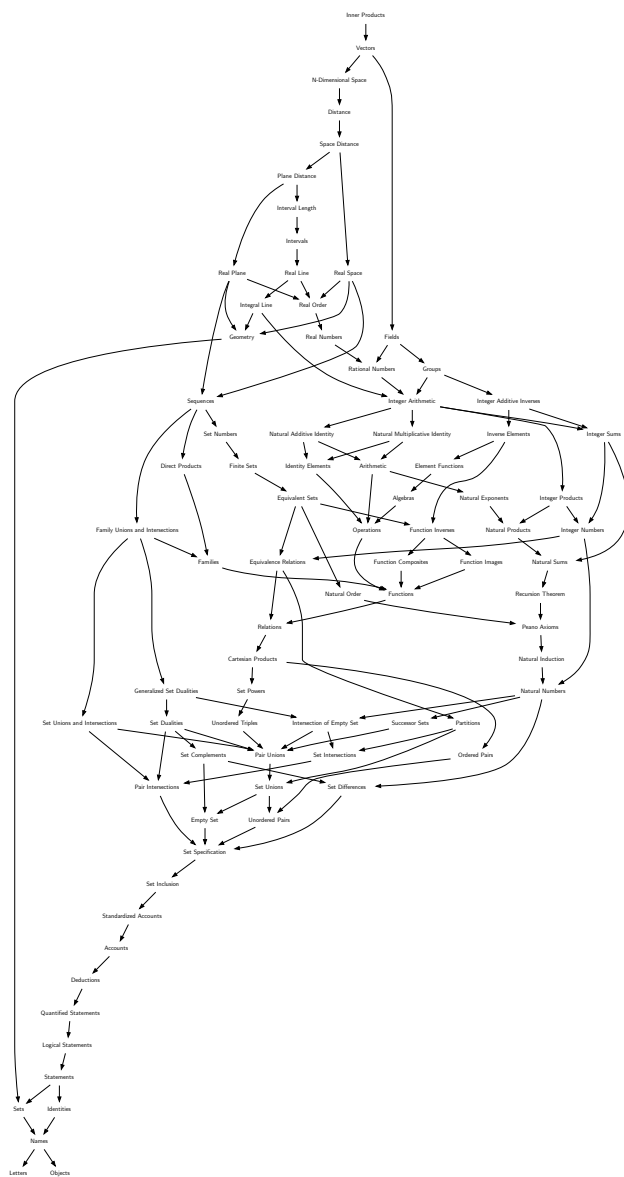 Inner Products
Vectors
N-Dimensional Space
Distance
Space Distance
Plane Distance
Interval Length
Intervals
Real Plane Real Line Real Space
Integral Line Real Order
Geometry Real Numbers Fields
Rational Numbers Groups
Sequences Integer Arithmetic Integer Additive Inverses
Set Numbers Natural Additive Identity Natural Multiplicative Identity Inverse Elements Integer Sums
Direct Products Finite Sets Identity Elements Arithmetic Element Functions
Equivalent Sets Algebras Natural Exponents Integer Products
Family Unions and Intersections Operations Function Inverses Natural Products Integer Numbers
Families Equivalence Relations Function Composites Function Images Natural Sums
Natural Order Functions Recursion Theorem
Relations Peano Axioms
Cartesian Products Natural Induction
Generalized Set Dualities Set Powers Natural Numbers
Set Unions and Intersections Set Dualities Unordered Triples Intersection of Empty Set Successor Sets Partitions
Set Complements Pair Unions Set Intersections Ordered Pairs
Pair Intersections Set Unions Set Differences
Empty Set Unordered Pairs
Set Specification
Set Inclusion
Standardized Accounts
Accounts
Deductions
Quantified Statements
Logical Statements
Statements
Sets Identities
Names
Letters Objects